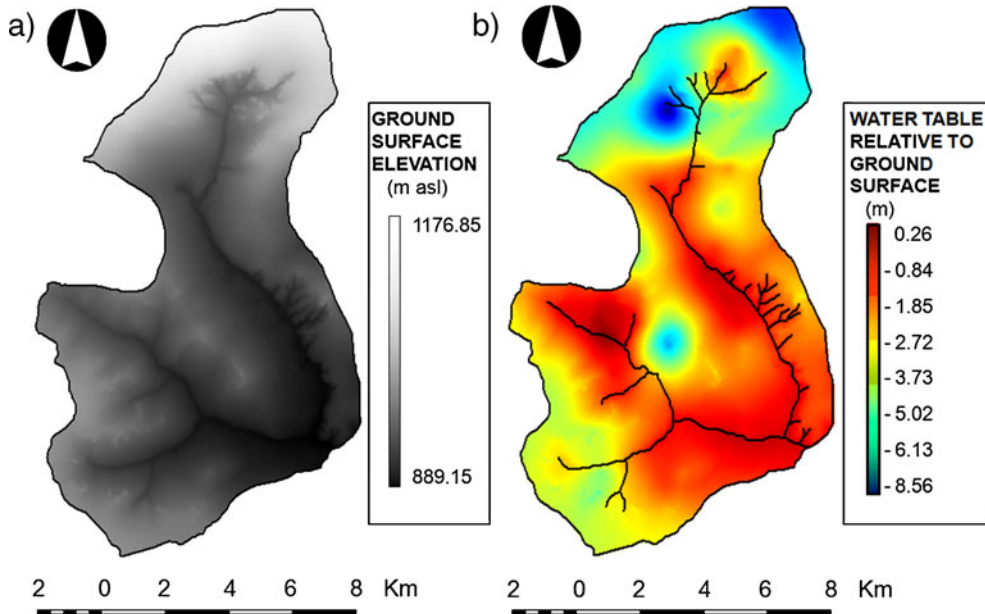 a)
GROUND
SURFACE
ELEVATION
(m asl)
1176.85
889.15
2 0 2 4 6 8 Km
b)
WATER TABLE
RELATIVE TO
GROUND
SURFACE
(m)
0.26
- 0.84
- 1.85
- 2.72
- 3.73
- 5.02
- 6.13
- 8.56
2 0 2 4 6 8 Km